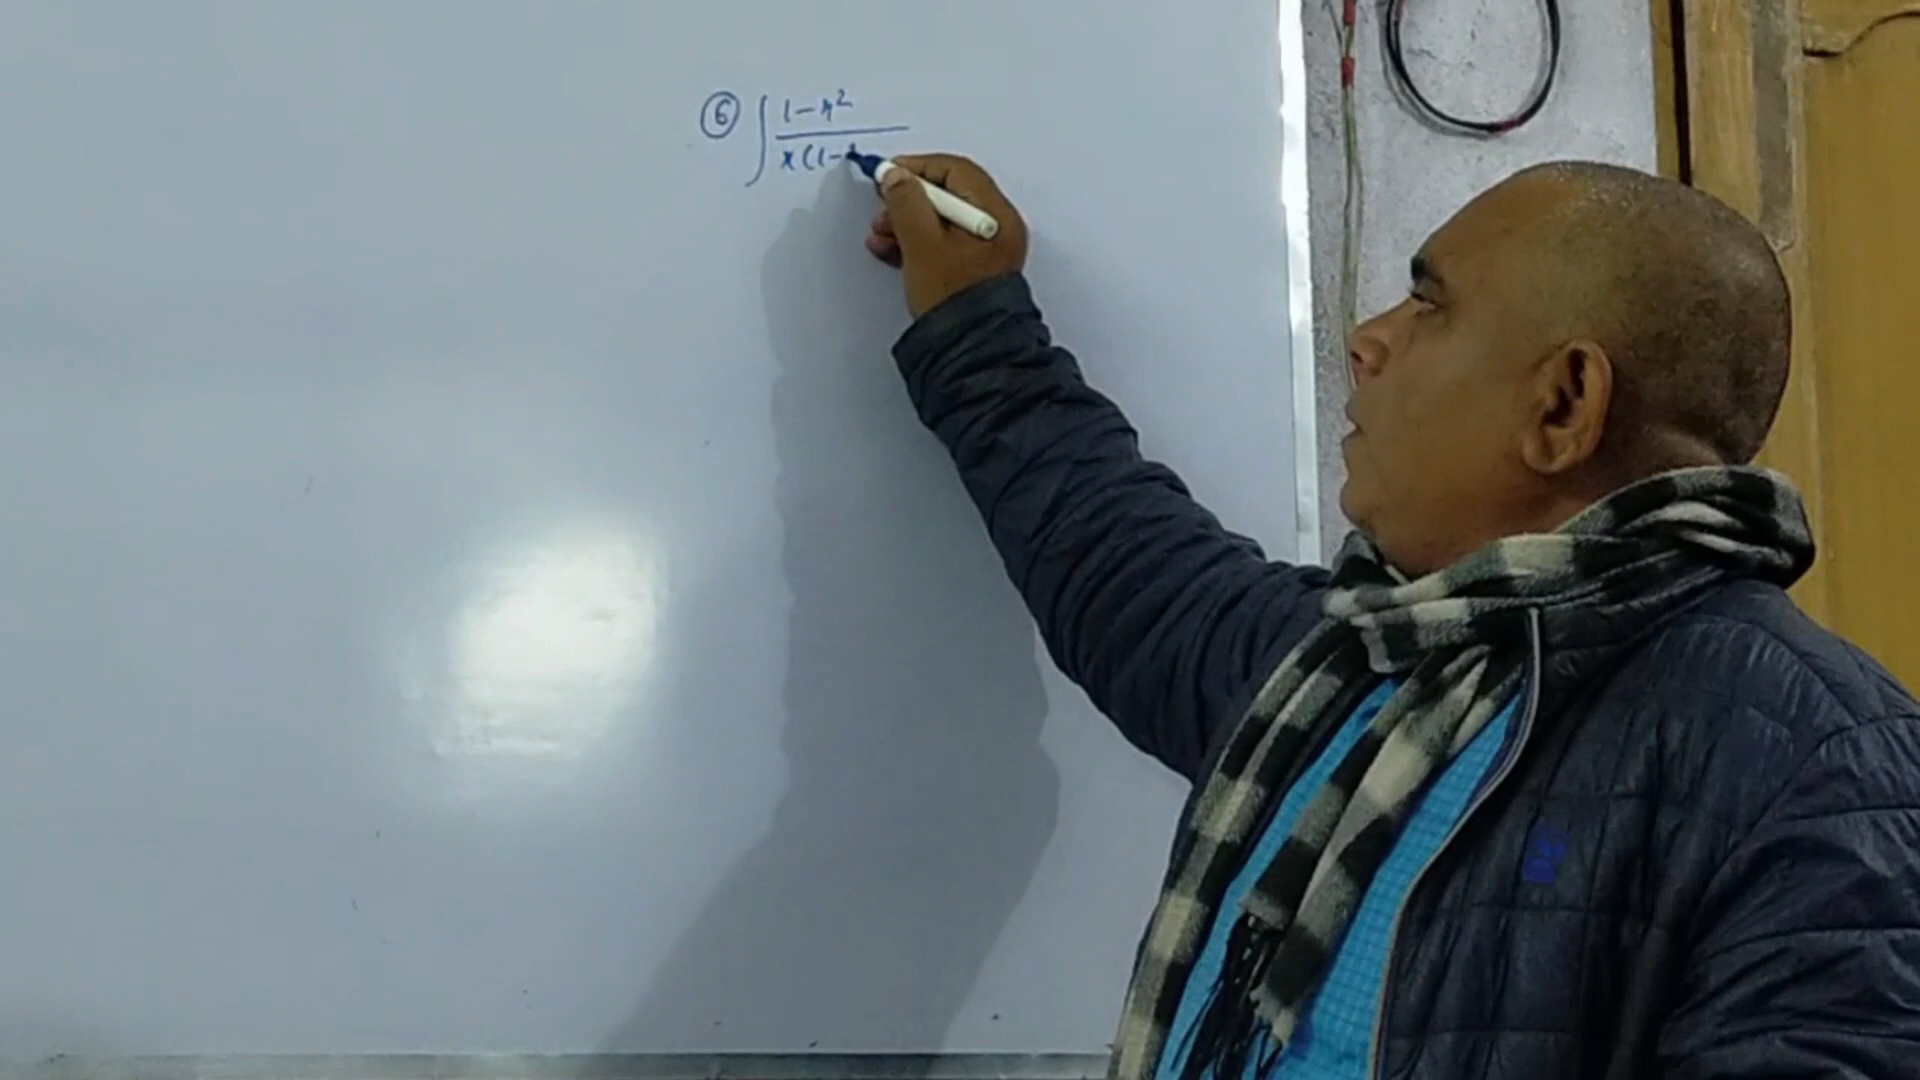 ⑥ ∫ 1-x²
x(1-